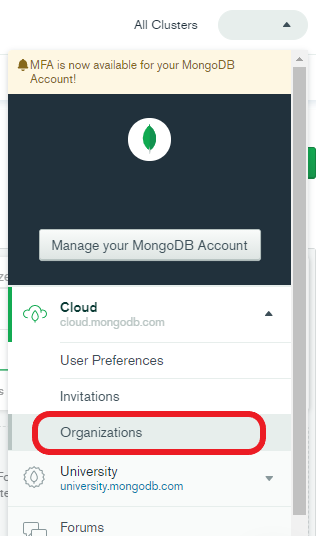 All Clusters
MFA is now available for your MongoDB
Account!
Manage your MongoDB Account
Cloud
cloud.mongodb.com
User Preferences
Invitations
Organizations
University
university.mongodb.com
Forums